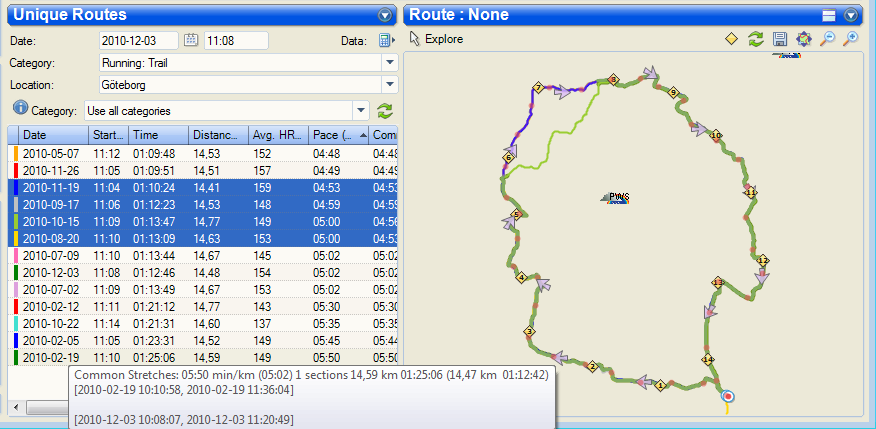 Unique Routes
Date: 2010-12-03 11:08 Data:
Category: Running: Trail
Location: Göteborg
Category: Use all categories
Date Start... Time Distanc... Avg. HR... Pace (... Comm
2010-05-07 11:12 01:09:48 14,53 152 04:48 04:48
2010-11-26 11:05 01:09:51 14,51 157 04:49 04:49
2010-11-19 11:04 01:10:24 14,41 159 04:53 04:53
2010-09-17 11:06 01:12:23 14,53 148 04:59 04:59
2010-10-15 11:09 01:13:47 14,77 149 05:00 04:56
2010-08-20 11:10 01:13:09 14,63 153 05:00 04:53
2010-07-09 11:10 01:13:44 14,67 145 05:02 05:02
2010-12-03 11:08 01:12:46 14,48 154 05:02 05:02
2010-07-02 11:09 01:13:49 14,67 153 05:02 05:02
2010-02-12 11:11 01:21:12 14,77 143 05:30 05:30
2010-10-22 11:14 01:21:31 14,60 137 05:35 05:35
2010-02-05 11:12 01:23:31 14,52 149 05:45 05:44
2010-02-19 11:10 01:25:06 14,59 149 05:50 05:50
Common Stretches: 05:50 min/km (05:02) 1 sections 14,59 km 01:25:06 (14,47 km 01:12:42)
[2010-02-19 10:10:58, 2010-02-19 11:36:04]
[2010-12-03 10:08:07, 2010-12-03 11:20:49]
Route : None
Explore
7
8
9
10
6
PWS
11
5
12
4
13
3
14
2
1